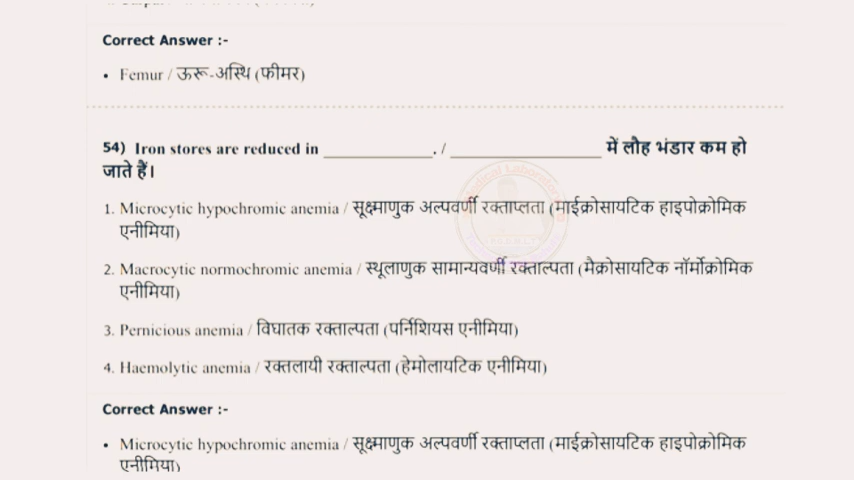 Correct Answer :-
• Femur / ऊरू-अस्थि (फीमर)
54) Iron stores are reduced in ____________. / ________________ में लौह भंडार कम हो
जाते हैं।
1. Microcytic hypochromic anemia / सूक्ष्माणुक अल्पवर्णी रक्ताप्लता (माईक्रोसायटिक हाइपोक्रोमिक
एनीमिया)
2. Macrocytic normochromic anemia / स्थूलाणुक सामान्यवर्णी रक्ताल्पता (मैक्रोसायटिक नॉर्मोक्रोमिक
एनीमिया)
3. Pernicious anemia / विघातक रक्ताल्पता (पर्निशियस एनीमिया)
4. Haemolytic anemia / रक्तलायी रक्ताल्पता (हेमोलायटिक एनीमिया)
Correct Answer :-
• Microcytic hypochromic anemia / सूक्ष्माणुक अल्पवर्णी रक्ताप्लता (माईक्रोसायटिक हाइपोक्रोमिक
एनीमिया)